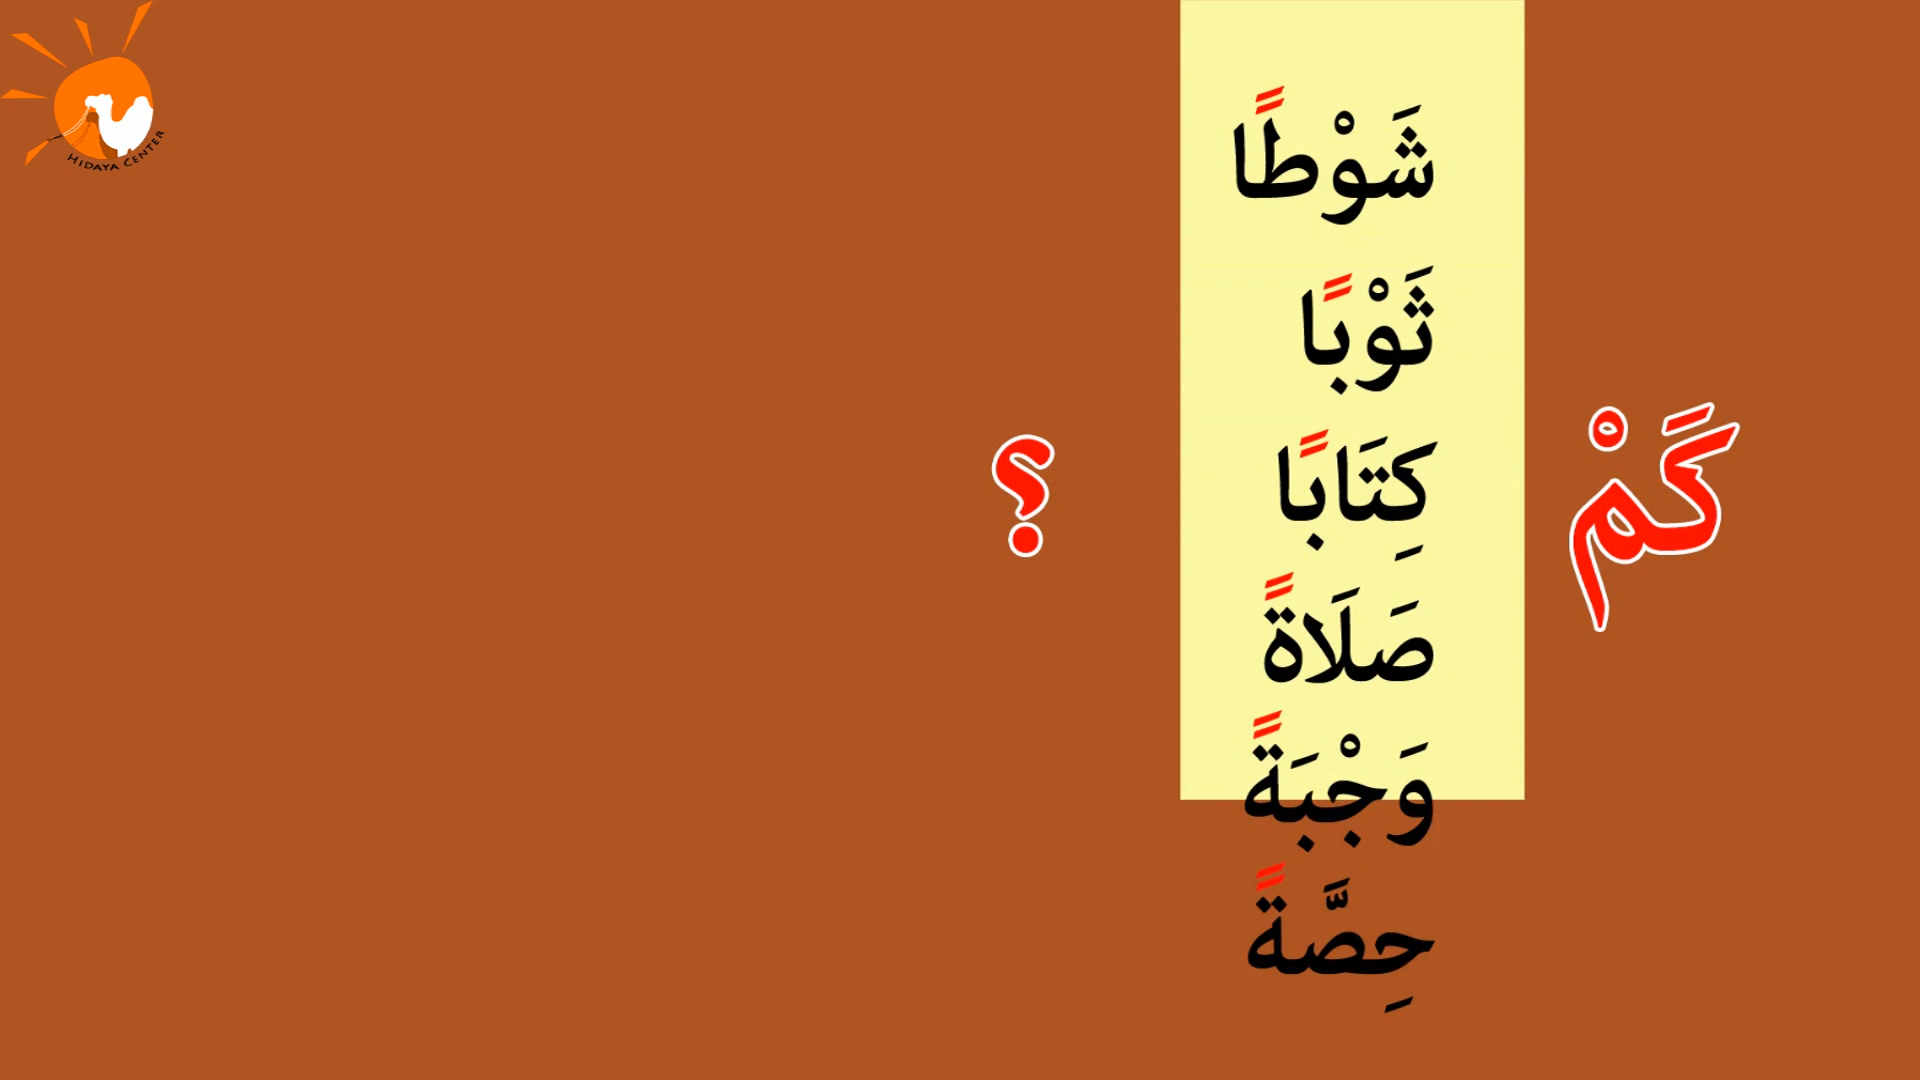 HIDAYA CENTER
كَمْ
شَوْطًا
ثَوْبًا
كِتَابًا
صَلَاةً
وَجْبَةً
حِصَّةً
؟